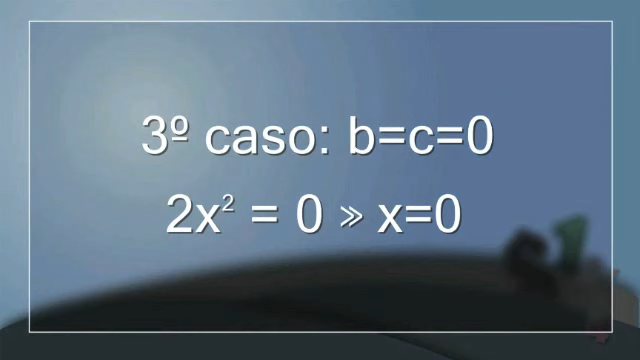 3º caso: b=c=0
2x² = 0 » x=0